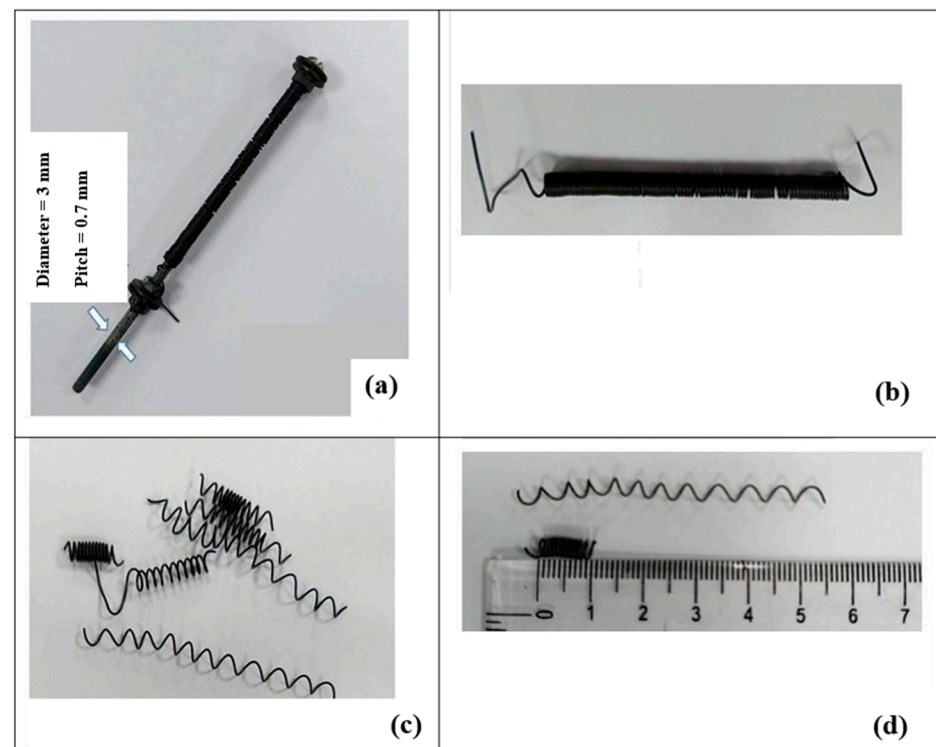 Diameter = 3 mm
Pitch = 0.7 mm
(a)
(b)
(c)
(d)
0 1 2 3 4 5 6 7